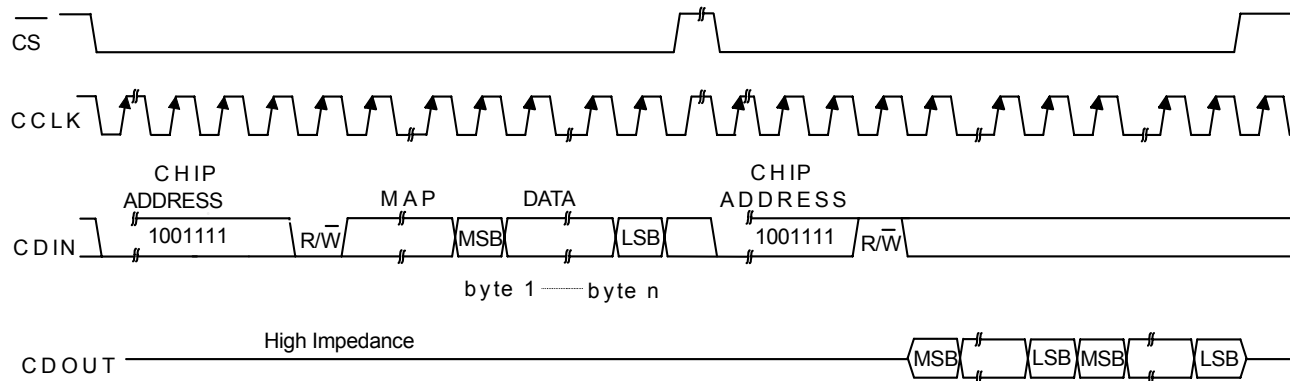 CS
CCLK
CHIP
ADDRESS
MAP
DATA
CHIP
ADDRESS
CDIN
1001111
R/W
MSB
LSB
1001111
R/W
byte 1 byte n
High Impedance
CDOUT
MSB
LSB
MSB
LSB